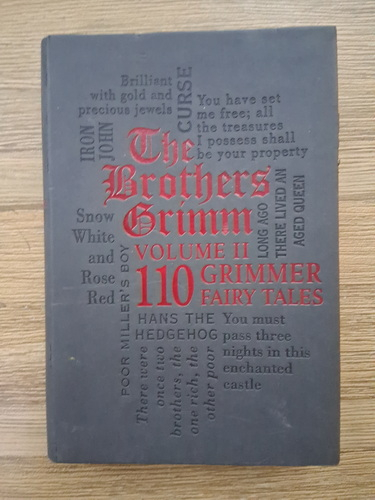 Brilliant
with gold and
precious jewels
CURSE
You have set
me free; all
the treasures
I possess shall
be your property
IRON
JOHN
The
Brothers
Grimm
VOLUME II
110 GRIMMER
FAIRY TALES
Snow
White
and
Rose
Red
LONG AGO
THERE LIVED AN
AGED QUEEN
POOR MILLER'S BOY
HANS THE
HEDGEHOG
There were
once two
brothers, the
one rich, the
other poor
You must
pass three
nights in this
enchanted
castle